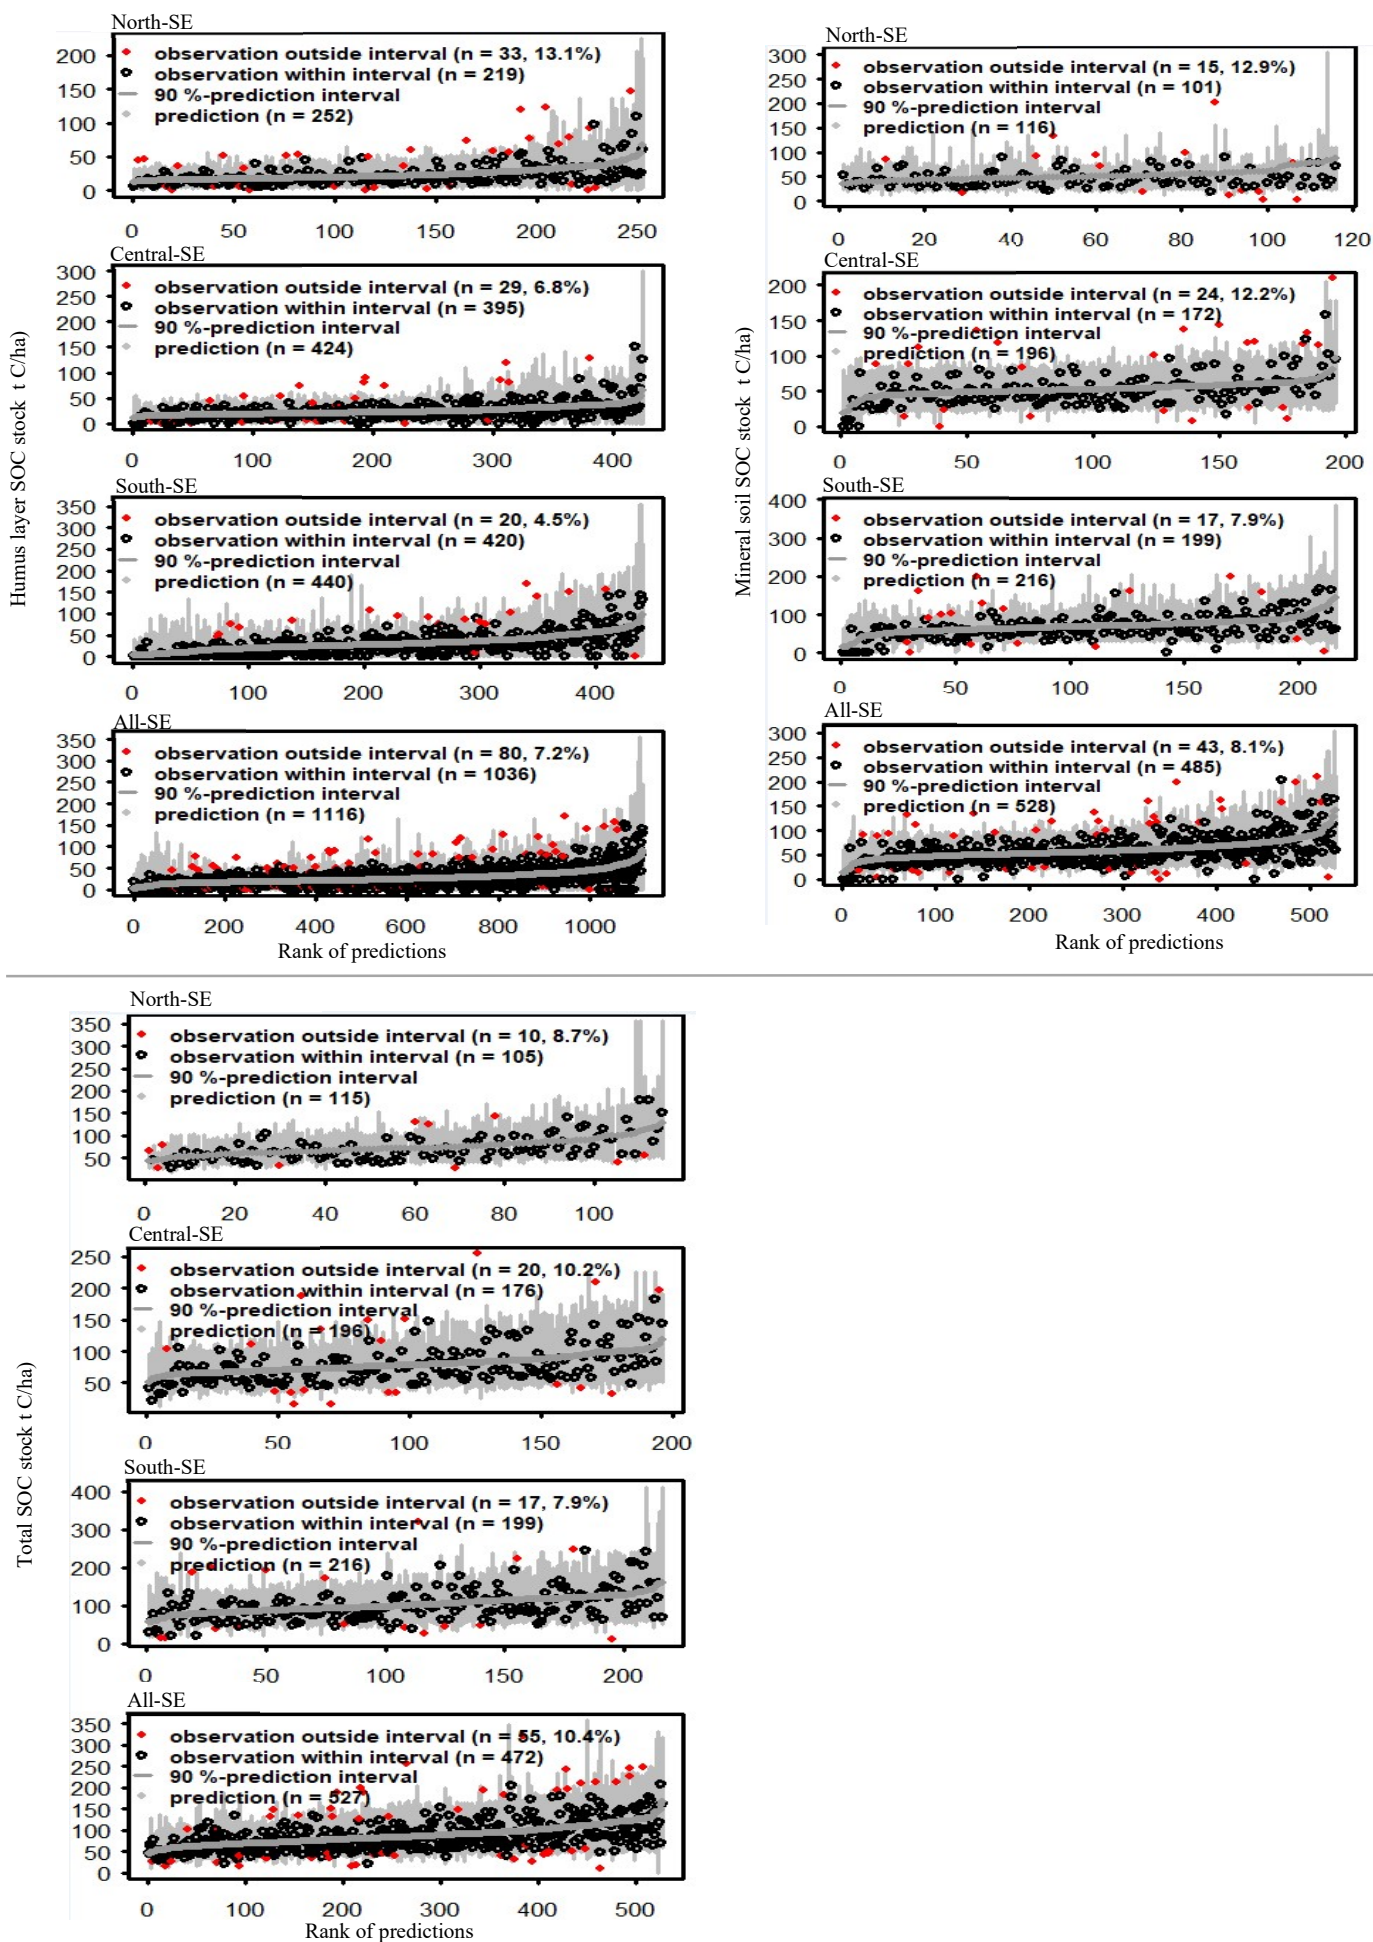 North-SE
200
150
100
50
0
observation outside interval (n = 33, 13.1%)
observation within interval (n = 219)
90 %-prediction interval
prediction (n = 252)
0 50 100 150 200 250
Central-SE
300
250
200
150
100
50
0
observation outside interval (n = 29, 6.8%)
observation within interval (n = 395)
90 %-prediction interval
prediction (n = 424)
0 100 200 300 400
South-SE
350
300
250
200
150
100
50
0
observation outside interval (n = 20, 4.5%)
observation within interval (n = 420)
90 %-prediction interval
prediction (n = 440)
0 100 200 300 400
All-SE
350
300
250
200
150
100
50
0
observation outside interval (n = 80, 7.2%)
observation within interval (n = 1036)
90 %-prediction interval
prediction (n = 1116)
0 200 400 600 800 1000
Rank of predictions
Humus layer SOC stock t C/ha)
North-SE
300
250
200
150
100
50
0
observation outside interval (n = 15, 12.9%)
observation within interval (n = 101)
90 %-prediction interval
prediction (n = 116)
0 20 40 60 80 100 120
Central-SE
200
150
100
50
0
observation outside interval (n = 24, 12.2%)
observation within interval (n = 172)
90 %-prediction interval
prediction (n = 196)
0 50 100 150 200
South-SE
400
300
200
100
0
observation outside interval (n = 17, 7.9%)
observation within interval (n = 199)
90 %-prediction interval
prediction (n = 216)
0 50 100 150 200
All-SE
300
250
200
150
100
50
0
observation outside interval (n = 43, 8.1%)
observation within interval (n = 485)
90 %-prediction interval
prediction (n = 528)
0 100 200 300 400 500
Rank of predictions
Mineral soil SOC stock t C/ha)
North-SE
350
300
250
200
150
100
50
observation outside interval (n = 10, 8.7%)
observation within interval (n = 105)
90 %-prediction interval
prediction (n = 115)
0 20 40 60 80 100
Central-SE
250
200
150
100
50
observation outside interval (n = 20, 10.2%)
observation within interval (n = 176)
90 %-prediction interval
prediction (n = 196)
0 50 100 150 200
South-SE
400
300
200
100
0
observation outside interval (n = 17, 7.9%)
observation within interval (n = 199)
90 %-prediction interval
prediction (n = 216)
0 50 100 150 200
All-SE
350
300
250
200
150
100
50
0
observation outside interval (n = 55, 10.4%)
observation within interval (n = 472)
90 %-prediction interval
prediction (n = 527)
0 100 200 300 400 500
Rank of predictions
Total SOC stock t C/ha)